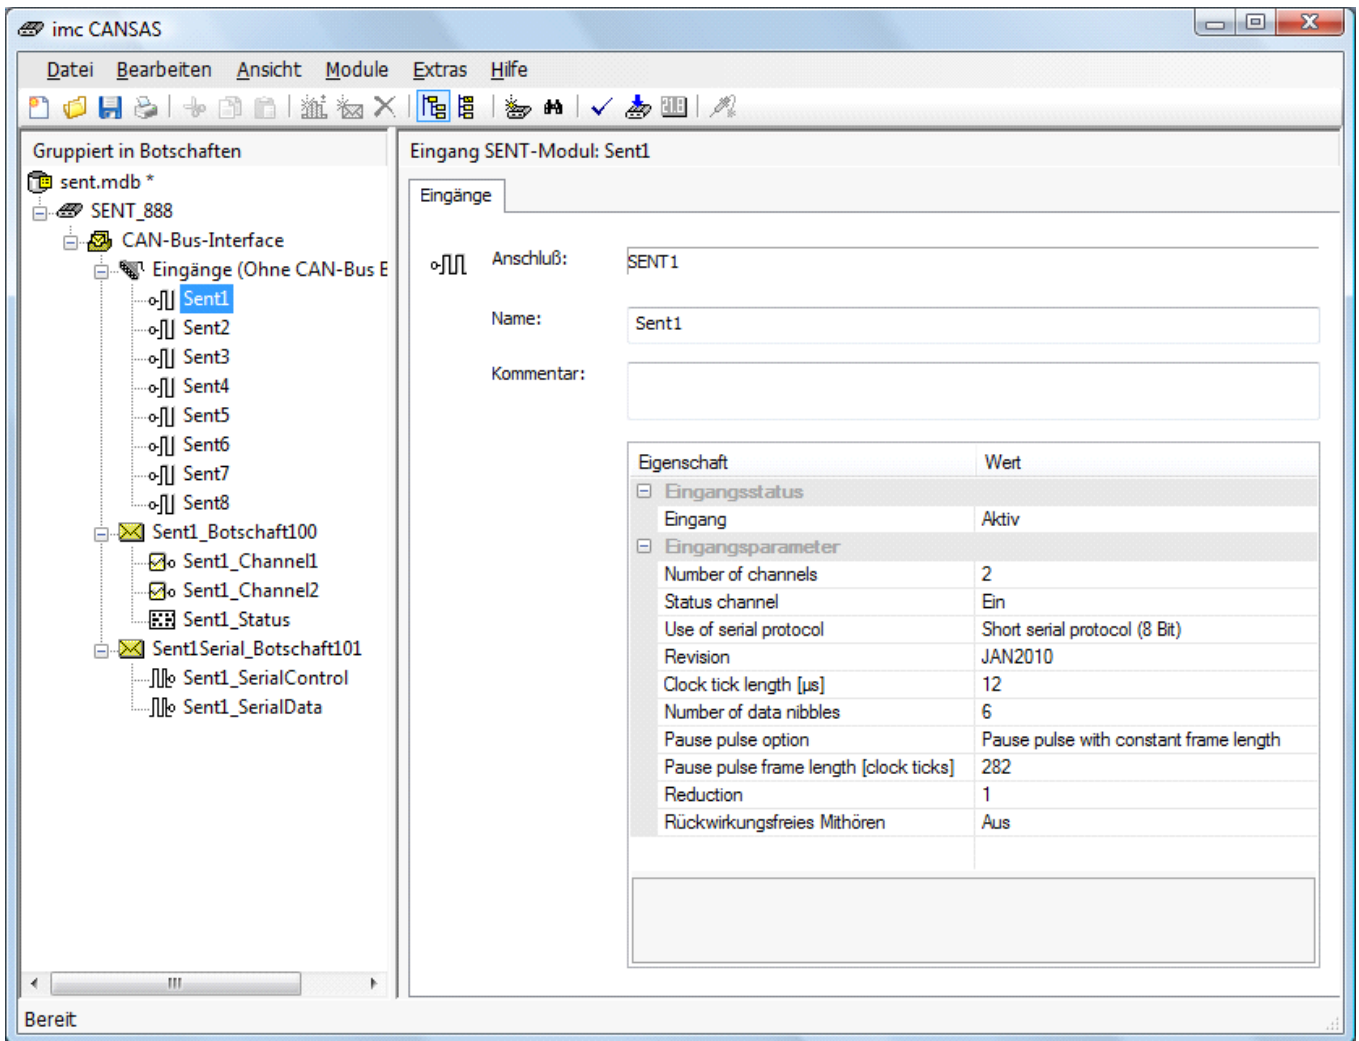 imc CANSAS
Datei Bearbeiten Ansicht Module Extras Hilfe
Gruppiert in Botschaften
sent.mdb *
SENT_888
CAN-Bus-Interface
Eingänge (Ohne CAN-Bus B
Sent1
Sent2
Sent3
Sent4
Sent5
Sent6
Sent7
Sent8
Sent1_Botschaft100
Sent1_Channel1
Sent1_Channel2
Sent1_Status
Sent1Serial_Botschaft101
Sent1_SerialControl
Sent1_SerialData
Eingang SENT-Modul: Sent1
Eingänge
Anschluß: SENT1
Name: Sent1
Kommentar:
Eigenschaft Wert
Eingangsstatus
Eingang Aktiv
Eingangsparameter
Number of channels 2
Status channel Ein
Use of serial protocol Short serial protocol (8 Bit)
Revision JAN2010
Clock tick length [µs] 12
Number of data nibbles 6
Pause pulse option Pause pulse with constant frame length
Pause pulse frame length [clock ticks] 282
Reduction 1
Rückwirkungsfreies Mithören Aus
Bereit